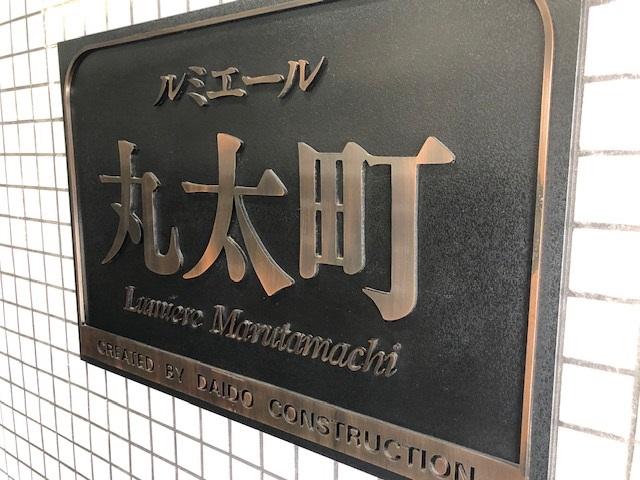 ルミエール
丸太町
Lumiere Marutamachi
CREATED BY DAIDO CONSTRUCTION